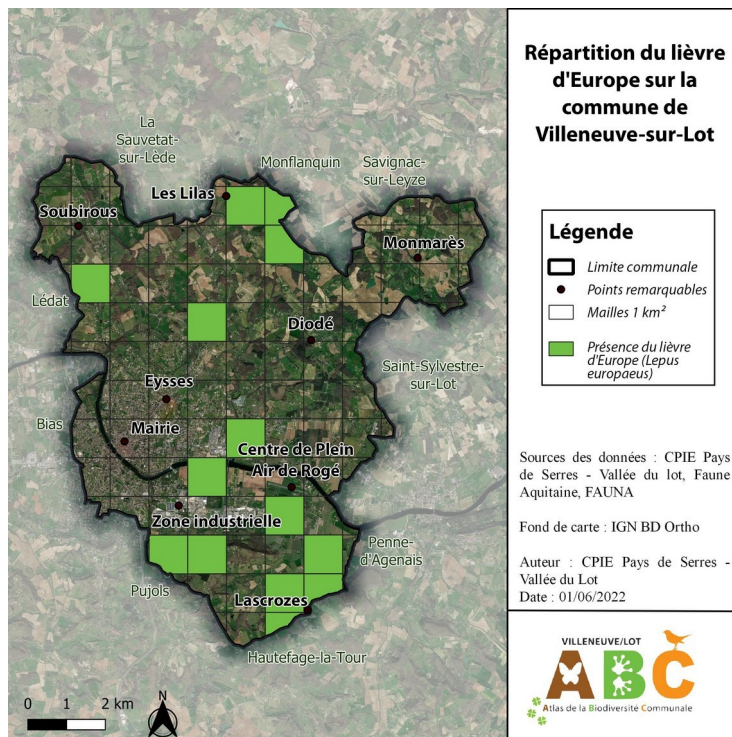 Répartition du lièvre
d'Europe sur la
commune de
Villeneuve-sur-Lot
La
Sauvetat-
sur-Lède
Monflanquin
Savignac-
sur-Leyze
Les Lilas
Soubirous
Monmarès
Lédat
Diodé
Saint-Sylvestre-
sur-Lot
Eysses
Bias
Mairie
Centre de Plein
Air de Rogé
Zone industrielle
Penne-
d'Agenais
Pujols
Lascrozes
Hautefage-la-Tour
0 1 2 km
N
Légende
Limite communale
Points remarquables
Mailles 1 km²
Présence du lièvre
d'Europe (Lepus
europaeus)
Sources des données : CPIE Pays
de Serres - Vallée du lot, Faune
Aquitaine, FAUNA
Fond de carte : IGN BD Ortho
Auteur : CPIE Pays de Serres -
Vallée du Lot
Date : 01/06/2022
VILLENEUVE/LOT
ABC
Atlas de la Biodiversité Communale